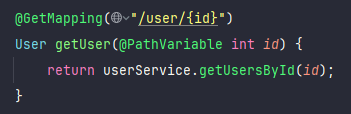 @GetMapping("/user/{id}")
User getUser(@PathVariable int id) {
    return userService.getUsersById(id);
}